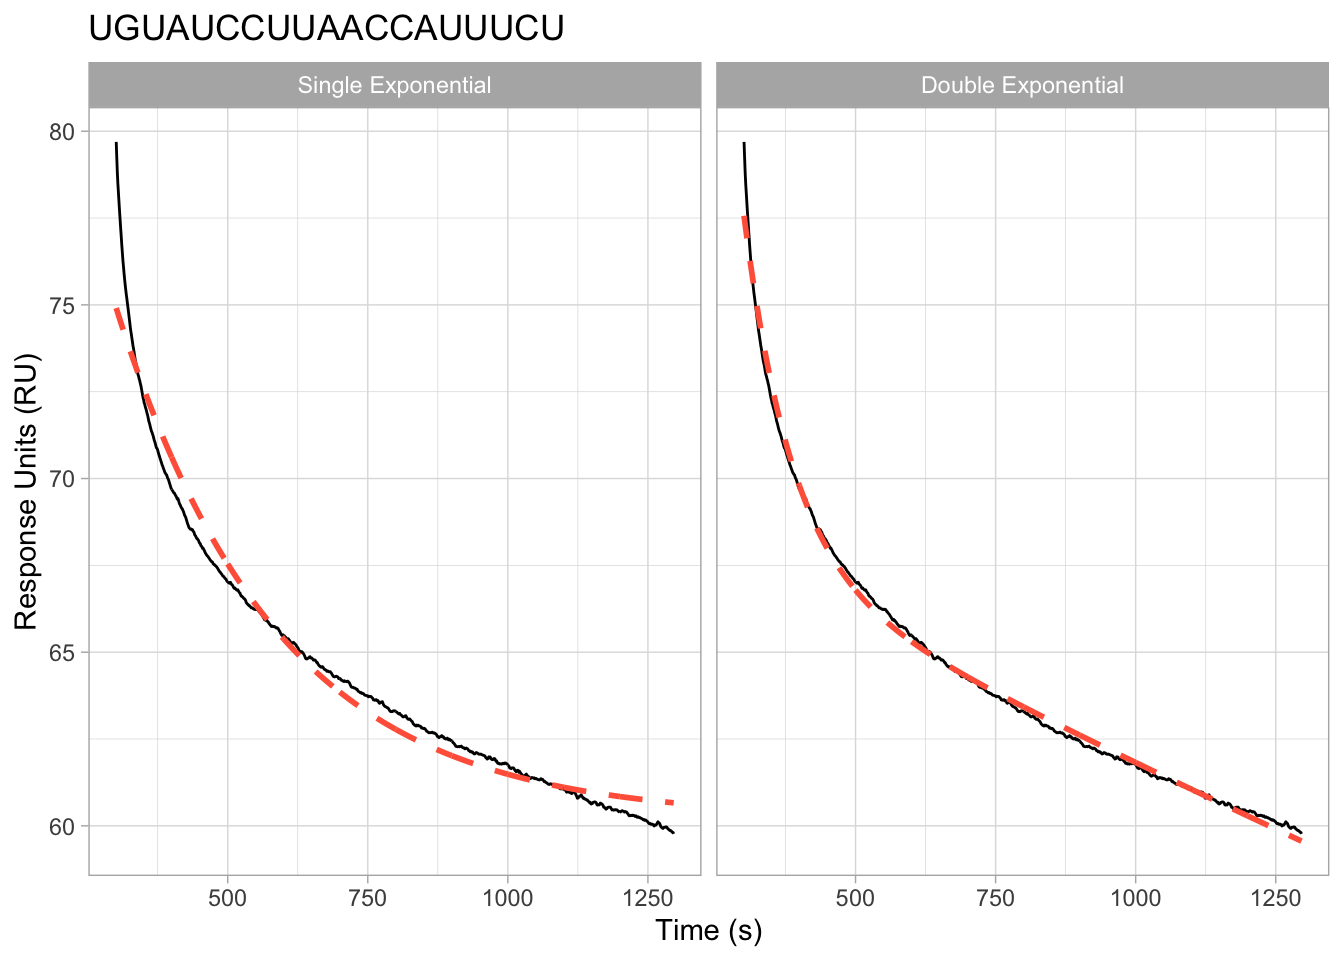 UGUAUCCUUAACCAUUUCU
Single Exponential
Double Exponential
Response Units (RU)
80
75
70
65
60
500
750
1000
1250
500
750
1000
1250
Time (s)